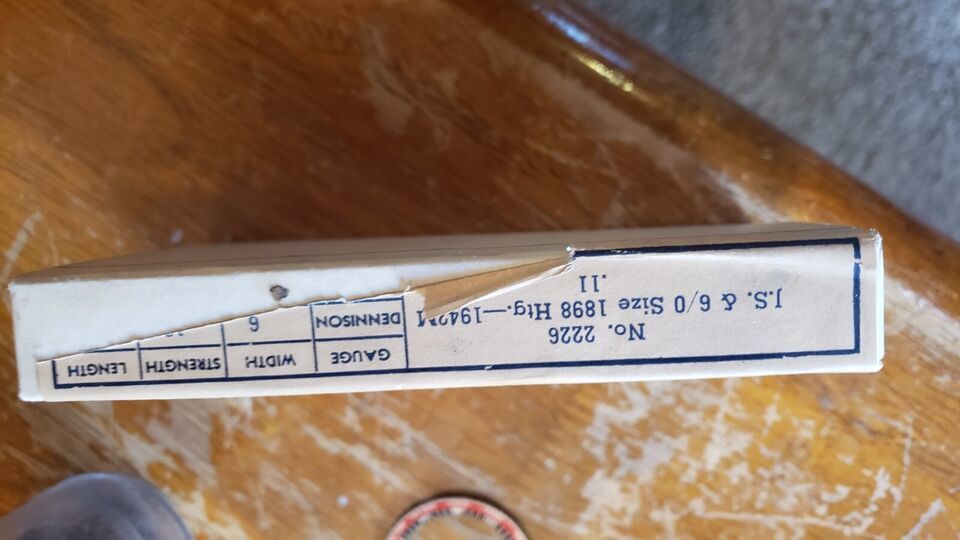 No. 2226
J.S. & 6/0 Size 1898 Htg.—1942M
.11
GAUGE WIDTH STRENGTH LENGTH
DENNISON 6